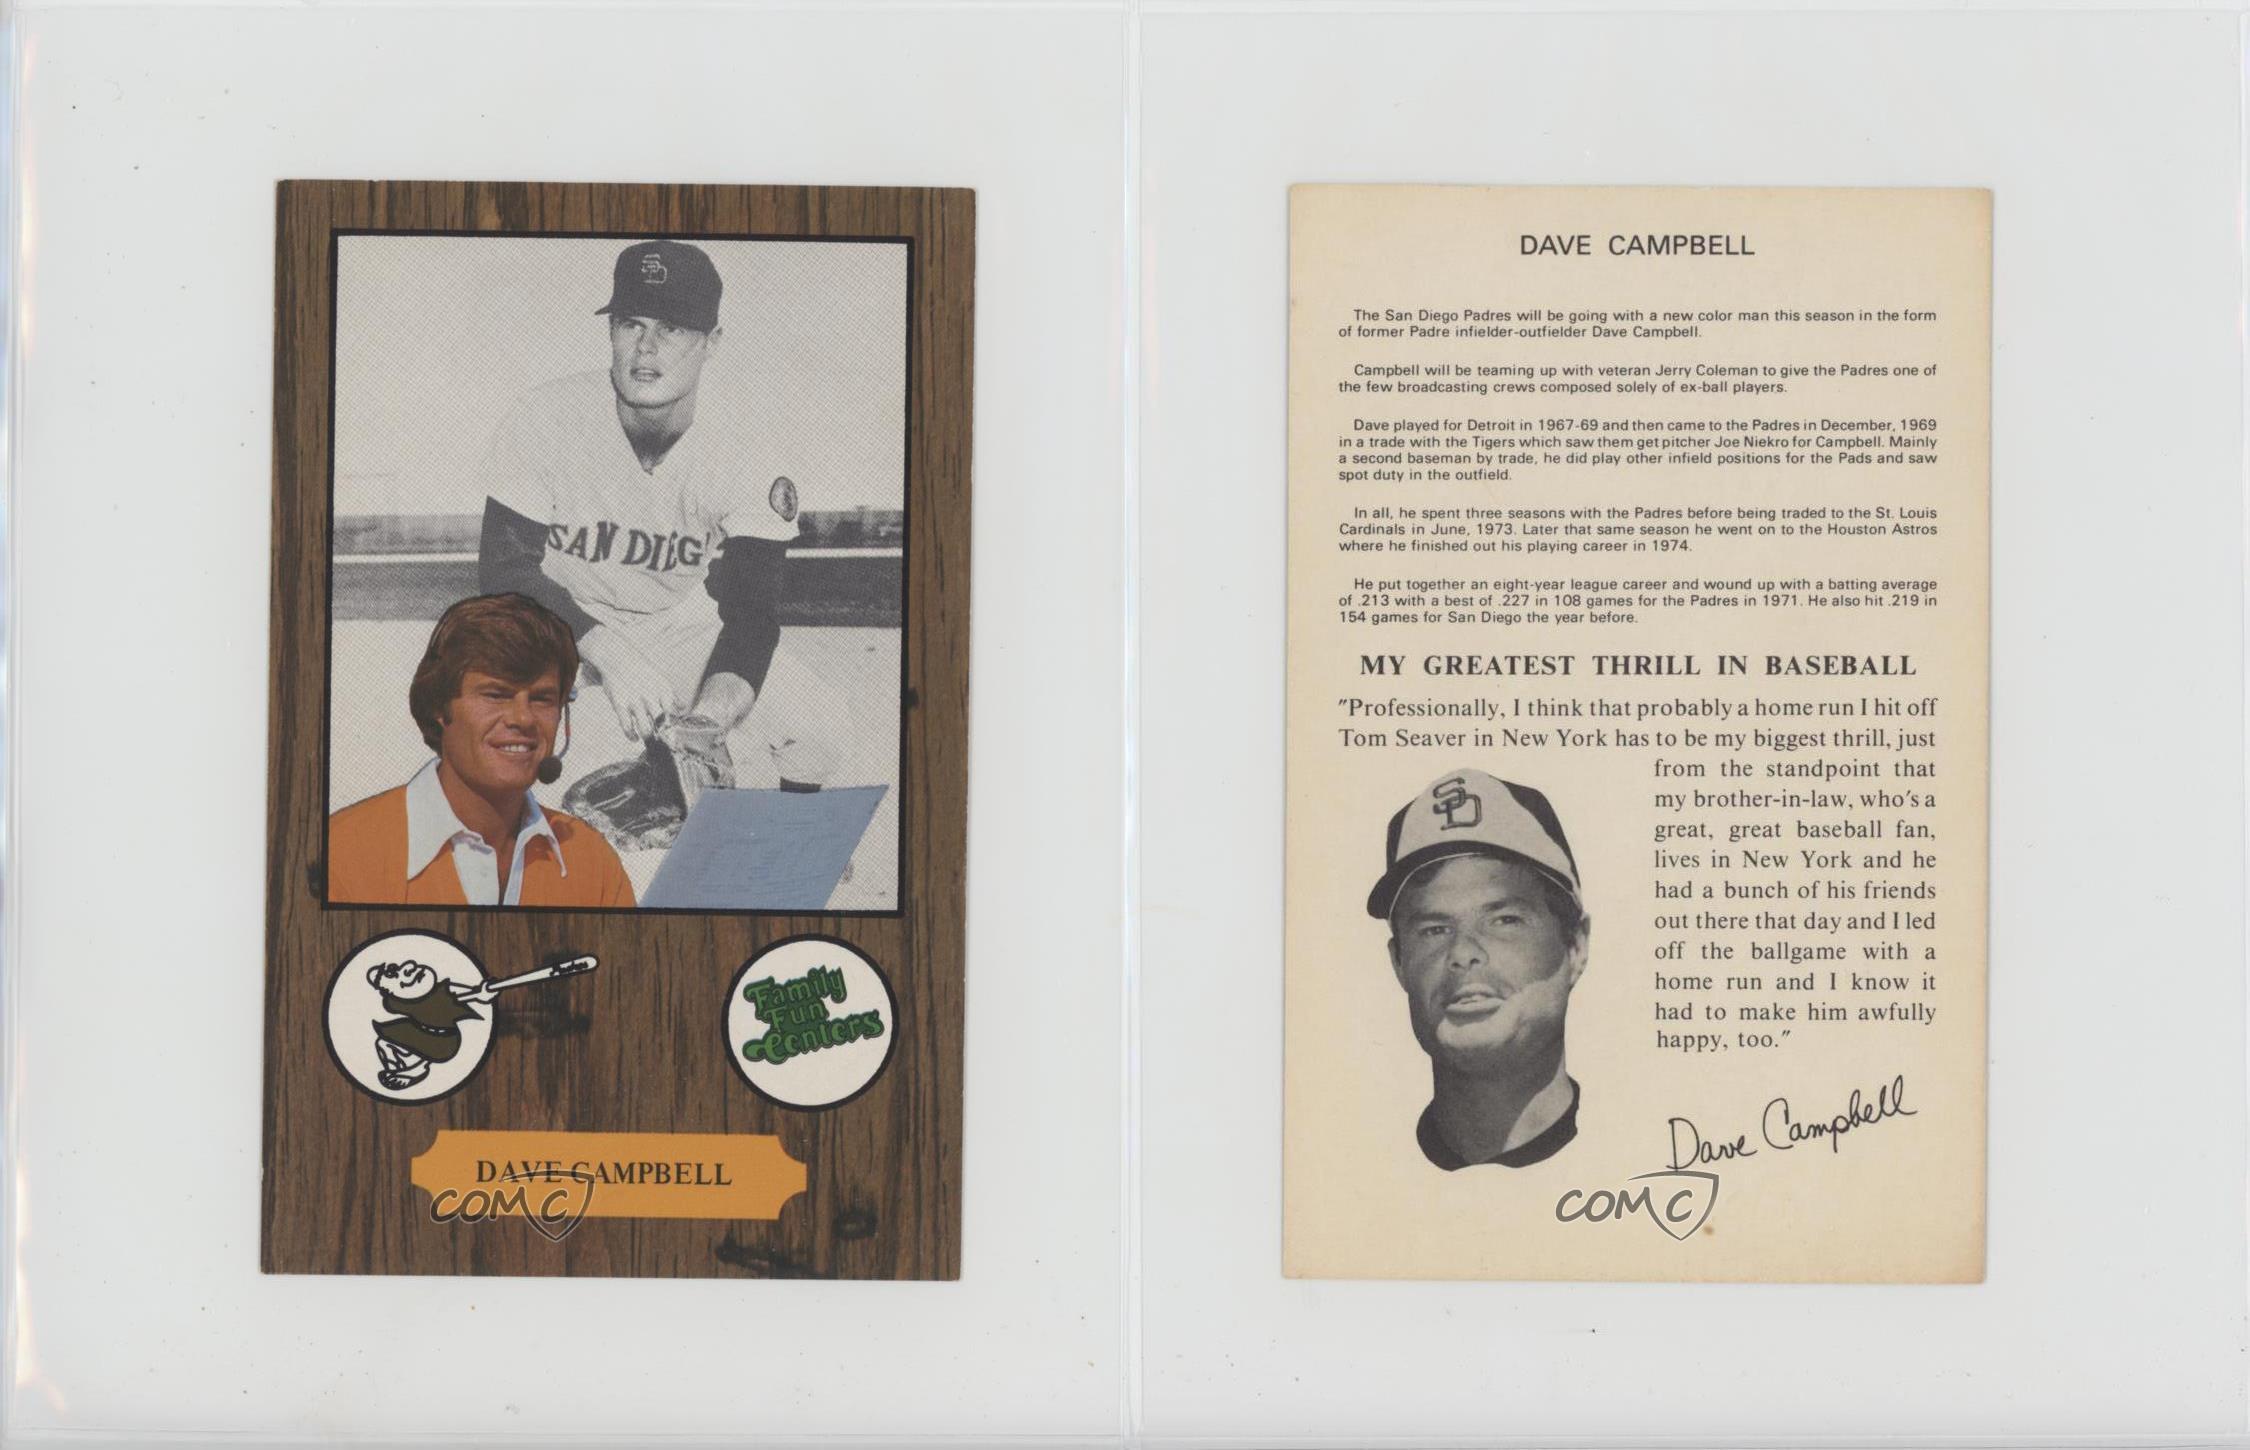 SD
SAN DIEG
Padres
Family
Fun
Centers
DAVE CAMPBELL
COMC
DAVE CAMPBELL
The San Diego Padres will be going with a new color man this season in the form
of former Padre infielder-outfielder Dave Campbell.
Campbell will be teaming up with veteran Jerry Coleman to give the Padres one of
the few broadcasting crews composed solely of ex-ball players.
Dave played for Detroit in 1967-69 and then came to the Padres in December, 1969
in a trade with the Tigers which saw them get pitcher Joe Niekro for Campbell. Mainly
a second baseman by trade, he did play other infield positions for the Pads and saw
spot duty in the outfield.
In all, he spent three seasons with the Padres before being traded to the St. Louis
Cardinals in June, 1973. Later that same season he went on to the Houston Astros
where he finished out his playing career in 1974.
He put together an eight-year league career and wound up with a batting average
of .213 with a best of .227 in 108 games for the Padres in 1971. He also hit .219 in
154 games for San Diego the year before.
MY GREATEST THRILL IN BASEBALL
"Professionally, I think that probably a home run I hit off
Tom Seaver in New York has to be my biggest thrill, just
from the standpoint that
my brother-in-law, who's a
great, great baseball fan,
lives in New York and he
had a bunch of his friends
out there that day and I led
off the ballgame with a
home run and I know it
had to make him awfully
happy, too."
SD
Dave Campbell
COMC